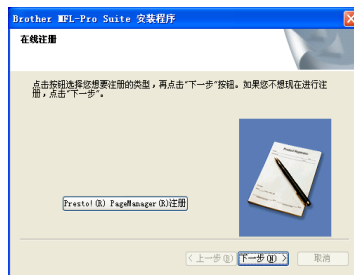 Brother MFL-Pro Suite 安装程序
在线注册
点击按钮选择您想要注册的类型，再点击“下一步”按钮。如果您不想现在进行注
册，点击“下一步”。
Presto! (R) PageManager (R)注册
< 上一步(B)
下一步(N) >
取消